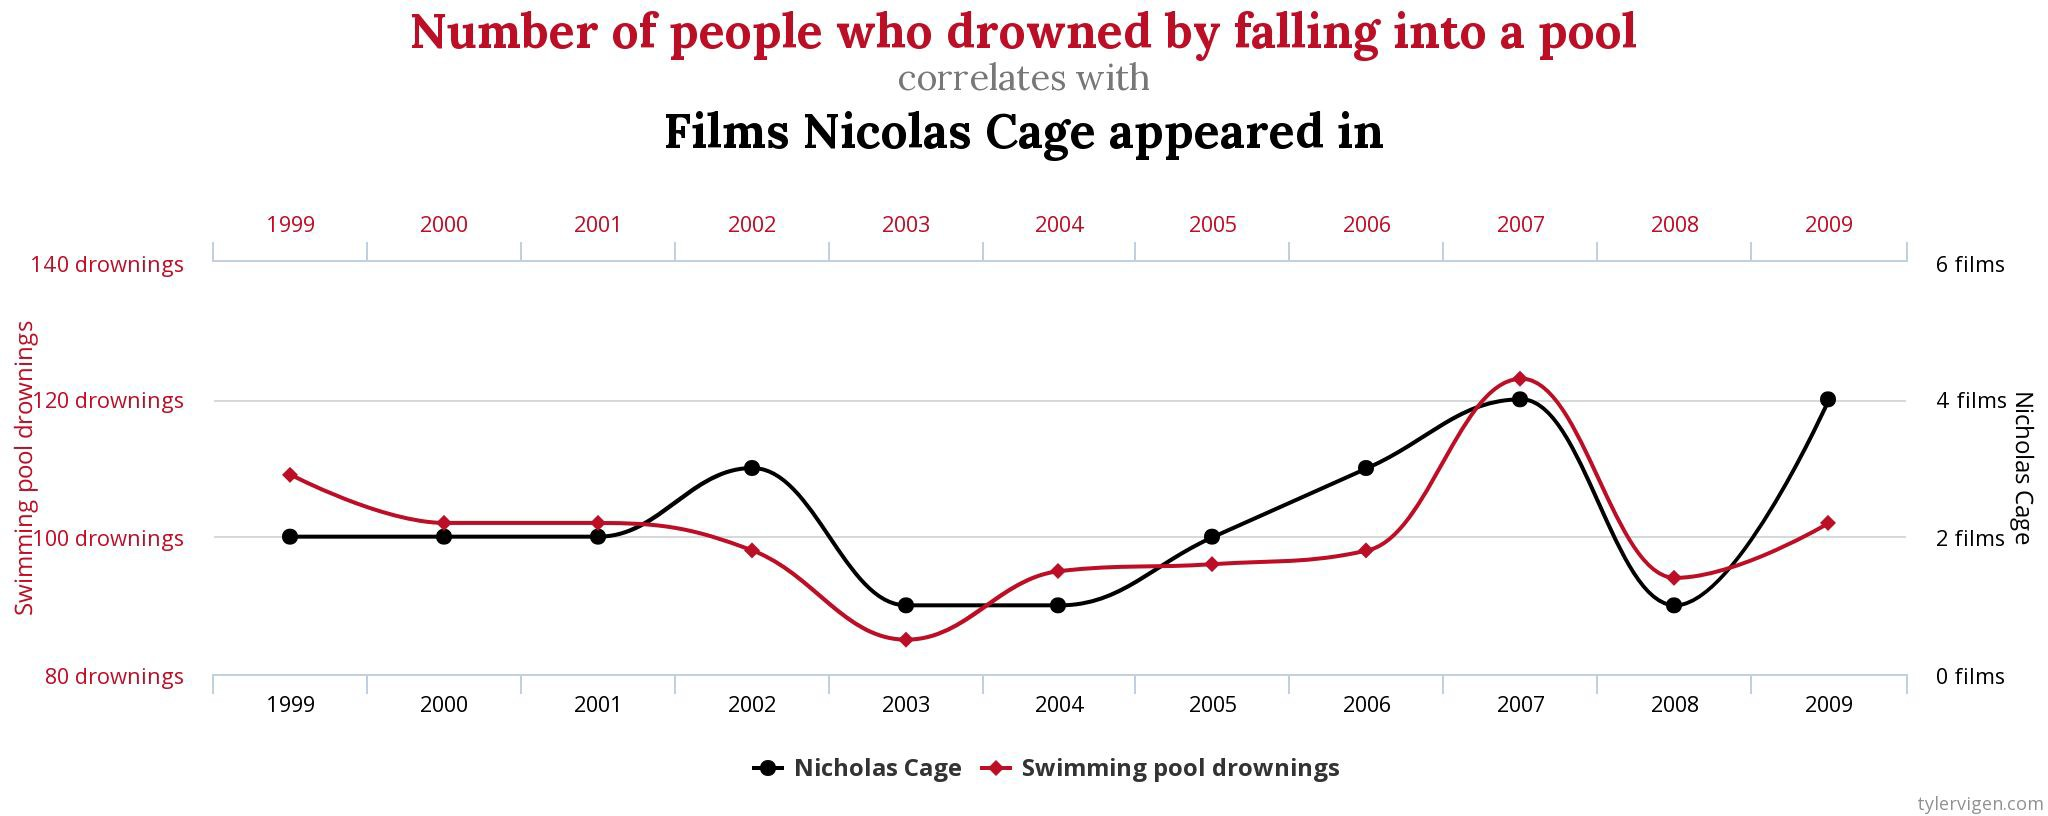 Number of people who drowned by falling into a pool
correlates with
Films Nicolas Cage appeared in
1999 2000 2001 2002 2003 2004 2005 2006 2007 2008 2009
140 drownings 6 films
Swimming pool drownings
120 drownings 4 films
Nicholas Cage
100 drownings 2 films
80 drownings 0 films
1999 2000 2001 2002 2003 2004 2005 2006 2007 2008 2009
Nicholas Cage Swimming pool drownings
tylervigen.com